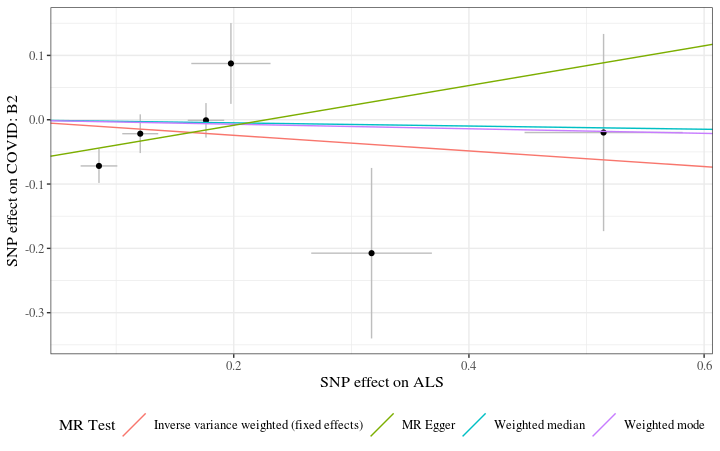 SNP effect on COVID: B2
0.1
0.0
-0.1
-0.2
-0.3
0.2
0.4
0.6
SNP effect on ALS
MR Test
Inverse variance weighted (fixed effects)
MR Egger
Weighted median
Weighted mode